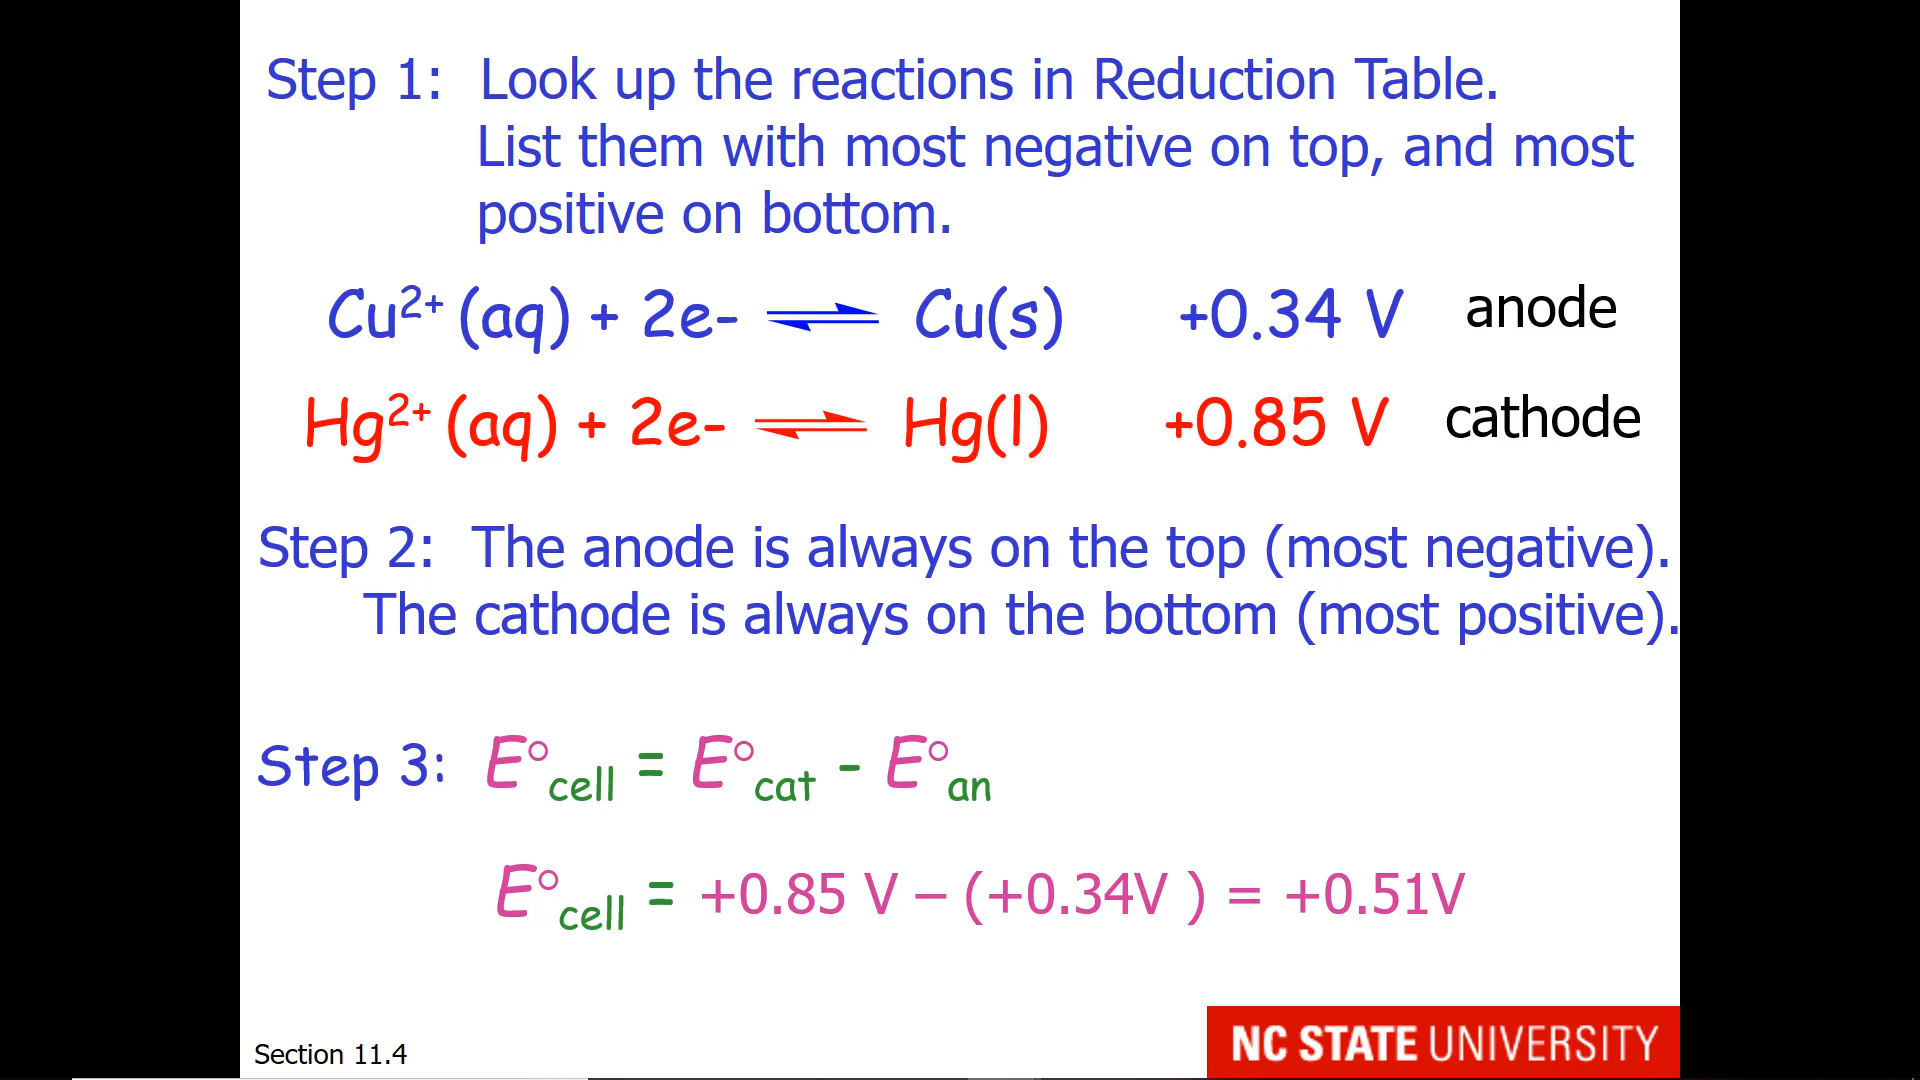 Step 1: Look up the reactions in Reduction Table.
List them with most negative on top, and most
positive on bottom.
Cu²⁺ (aq) + 2e- ⇌ Cu(s) +0.34 V anode
Hg²⁺ (aq) + 2e- ⇌ Hg(l) +0.85 V cathode
Step 2: The anode is always on the top (most negative).
The cathode is always on the bottom (most positive).
Step 3: E°cell = E°cat - E°an
E°cell = +0.85 V – (+0.34V ) = +0.51V
Section 11.4
NC STATE UNIVERSITY